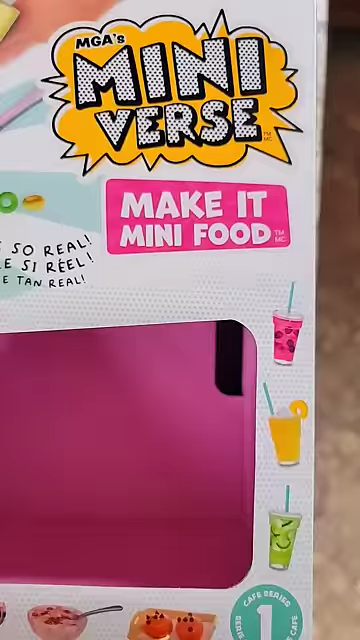 MGA's
MINI
VERSE
TM
MC
MAKE IT
MINI FOOD TM
MC
SO REAL!
SI RÉEL!
TAN REAL!
CAFE SERIES
1
CAFE